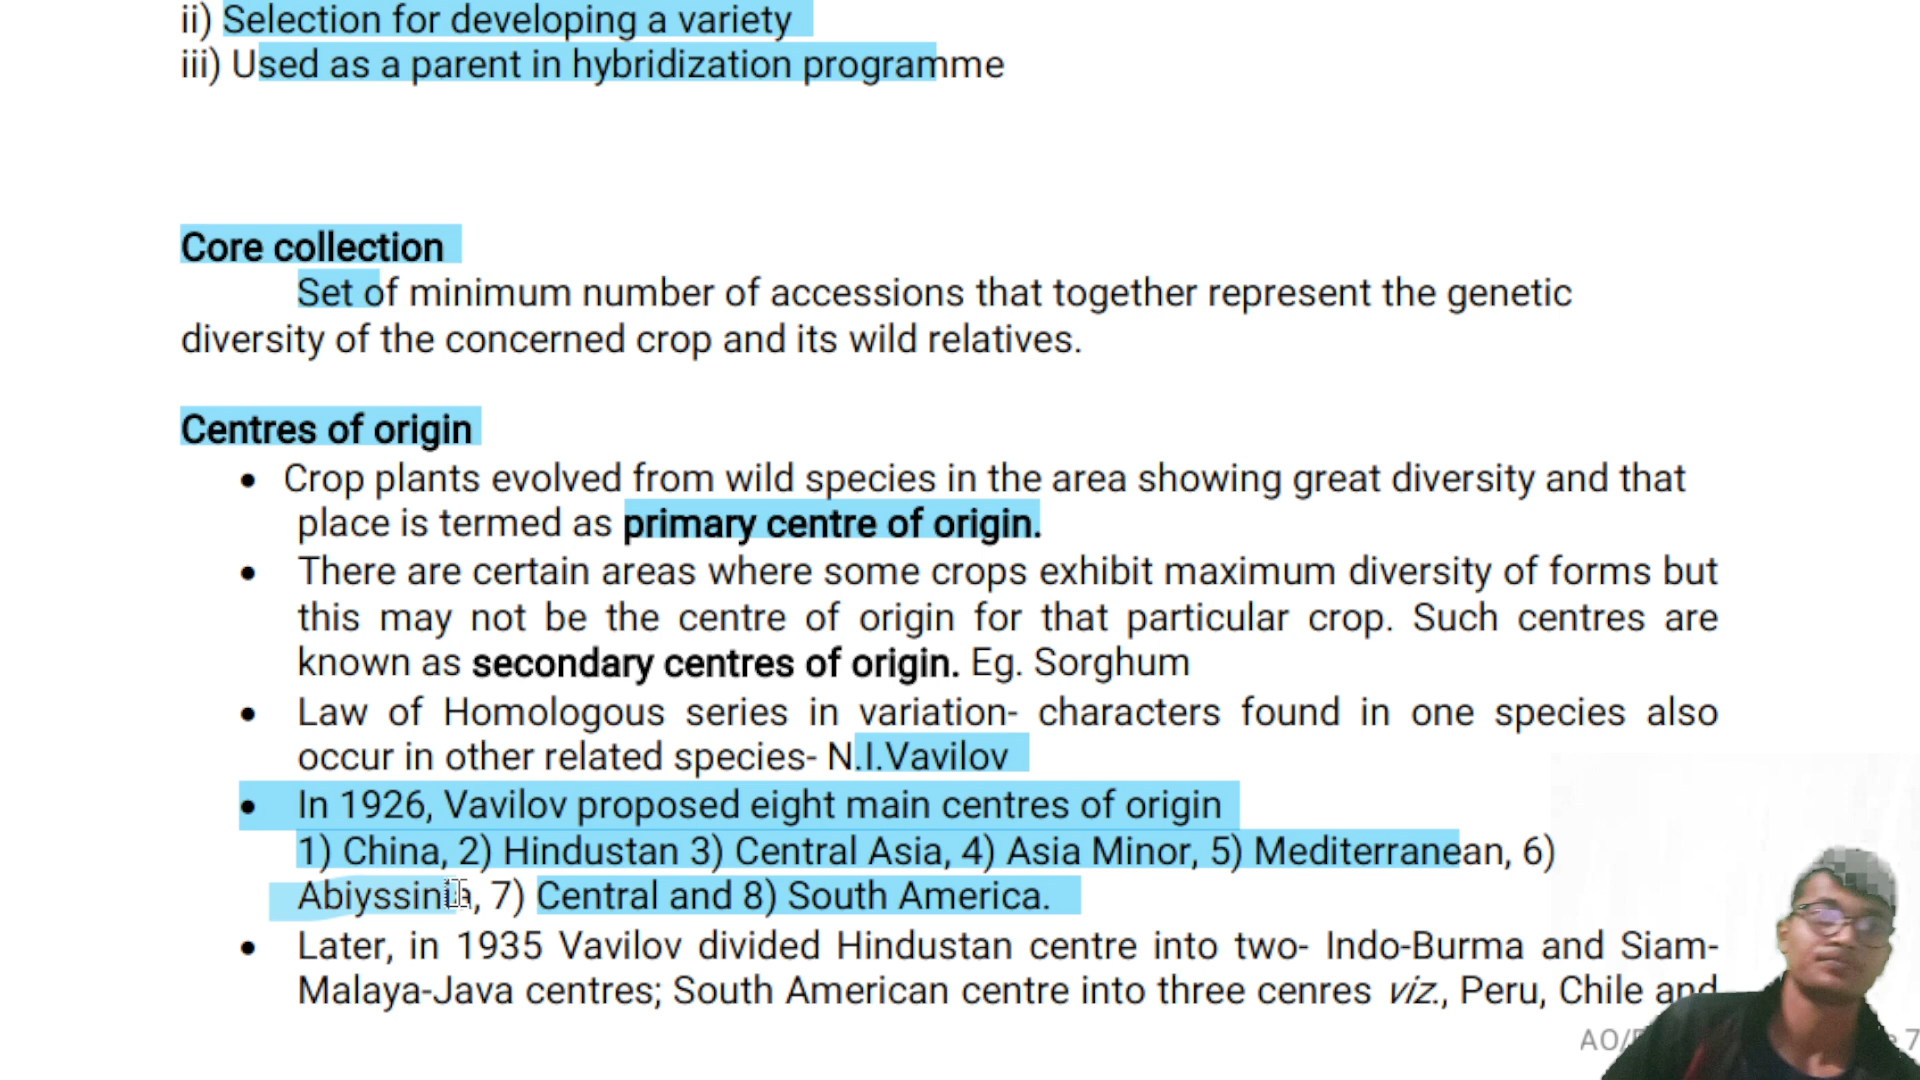 ii) Selection for developing a variety
iii) Used as a parent in hybridization programme
Core collection
Set of minimum number of accessions that together represent the genetic
diversity of the concerned crop and its wild relatives.
Centres of origin
• Crop plants evolved from wild species in the area showing great diversity and that
place is termed as primary centre of origin.
• There are certain areas where some crops exhibit maximum diversity of forms but
this may not be the centre of origin for that particular crop. Such centres are
known as secondary centres of origin. Eg. Sorghum
• Law of Homologous series in variation- characters found in one species also
occur in other related species- N.I.Vavilov
• In 1926, Vavilov proposed eight main centres of origin
1) China, 2) Hindustan 3) Central Asia, 4) Asia Minor, 5) Mediterranean, 6)
Abiyssinia, 7) Central and 8) South America.
• Later, in 1935 Vavilov divided Hindustan centre into two- Indo-Burma and Siam-
Malaya-Java centres; South American centre into three cenres viz., Peru, Chile and